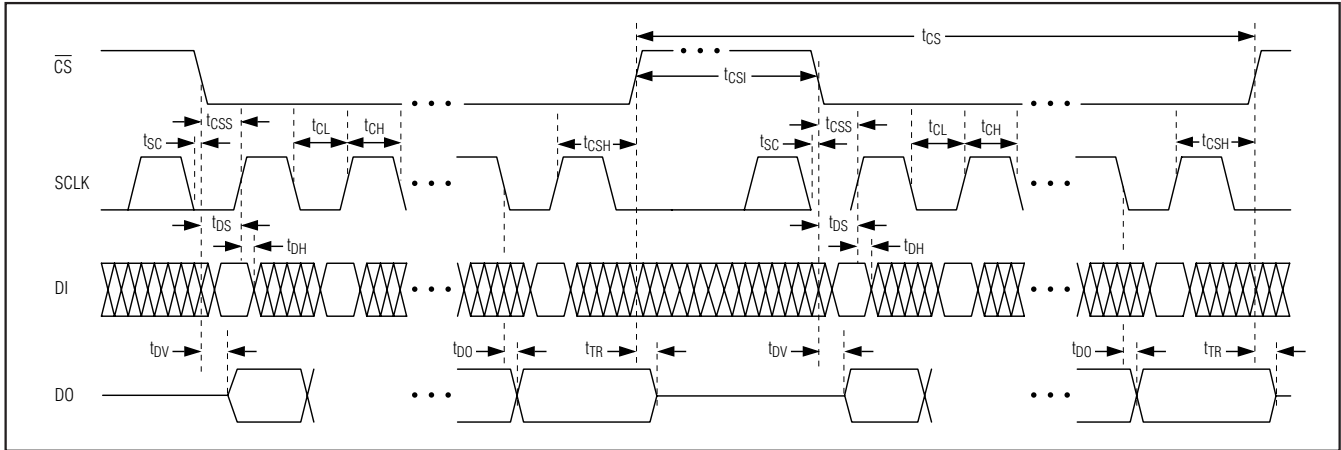 tCS
CS
tCSI
tCSS
tCL
tCH
tSC
tCSH
tCSS
tCL
tCH
tSC
tCSH
SCLK
tDS
tDH
tDS
tDH
DI
tDV
tDO
tTR
tDV
tDO
tTR
DO